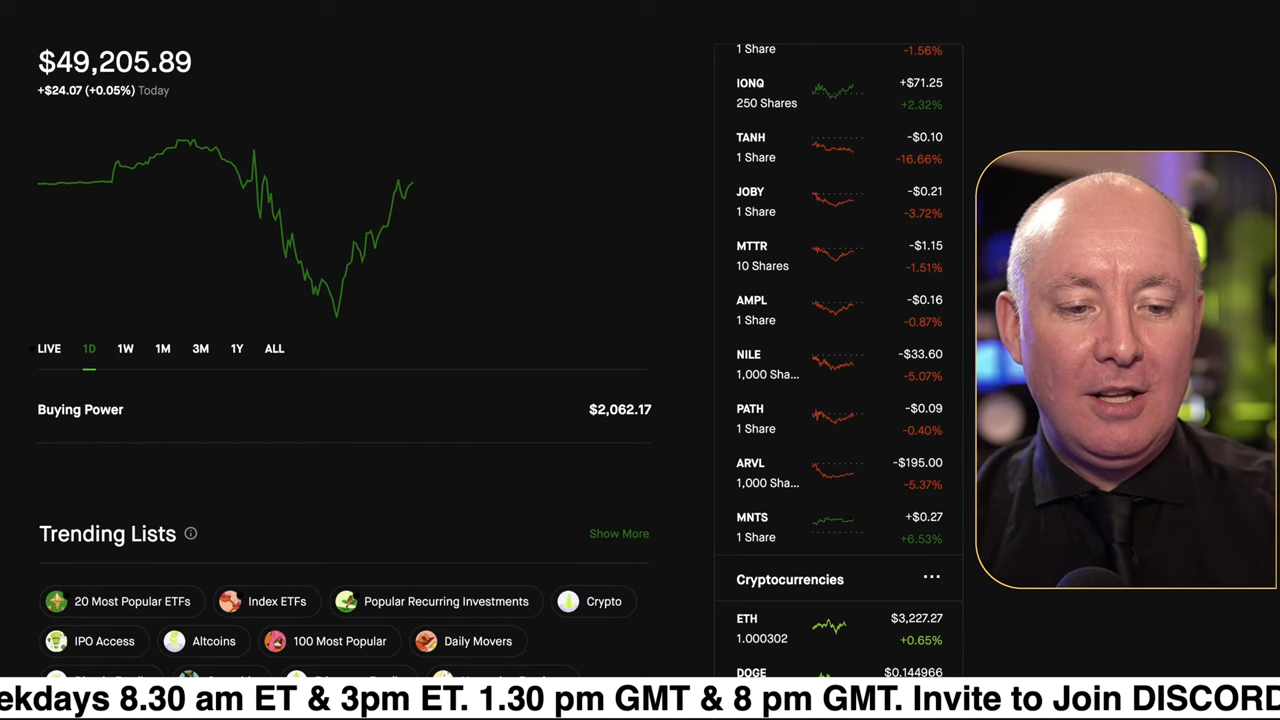 $49,205.89
+$24.07 (+0.05%) Today
LIVE 1D 1W 1M 3M 1Y ALL
Buying Power $2,062.17
Trending Lists
Show More
20 Most Popular ETFs
Index ETFs
Popular Recurring Investments
Crypto
IPO Access
Altcoins
100 Most Popular
Daily Movers
1 Share -1.56%
IONQ +$71.25
250 Shares +2.32%
TANH -$0.10
1 Share -16.66%
JOBY -$0.21
1 Share -3.72%
MTTR -$1.15
10 Shares -1.51%
AMPL -$0.16
1 Share -0.87%
NILE -$33.60
1,000 Sha... -5.07%
PATH -$0.09
1 Share -0.40%
ARVL -$195.00
1,000 Sha... -5.37%
MNTS +$0.27
1 Share +6.53%
Cryptocurrencies ...
ETH $3,227.27
1.000302 +0.65%
DOGE $0.144966
ekdays 8.30 am ET & 3pm ET. 1.30 pm GMT & 8 pm GMT. Invite to Join DISCORD